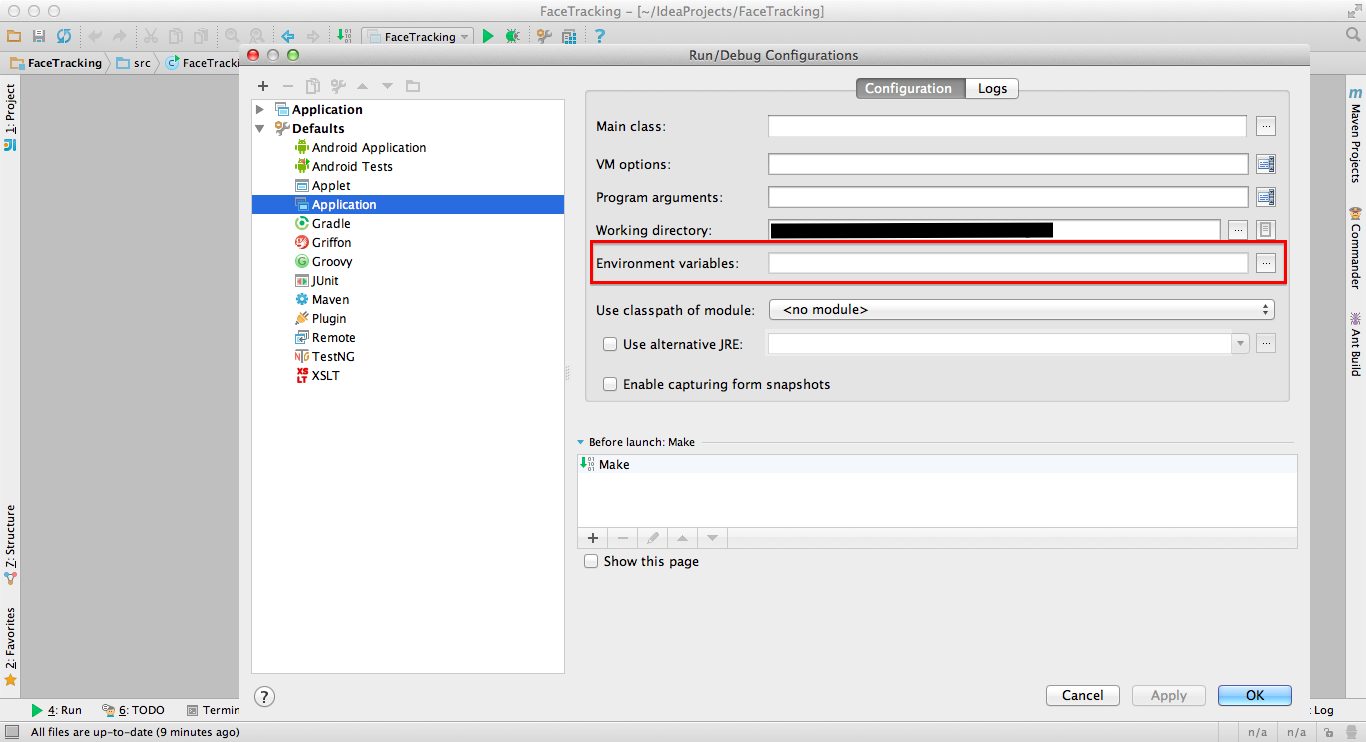 FaceTracking – [~/IdeaProjects/FaceTracking]
FaceTracking
FaceTracking
src
Run/Debug Configurations
1: Project
Application
Defaults
Android Application
Android Tests
Applet
Application
Gradle
Griffon
Groovy
JUnit
Maven
Plugin
Remote
TestNG
XSLT
Configuration
Logs
Main class:
VM options:
Program arguments:
Working directory:
Environment variables:
Use classpath of module:
<no module>
Use alternative JRE:
Enable capturing form snapshots
Before launch: Make
Make
Show this page
Cancel
Apply
OK
Maven Projects
Commander
Ant Build
7: Structure
2: Favorites
4: Run
6: TODO
Termin
Log
All files are up-to-date (9 minutes ago)
n/a
n/a